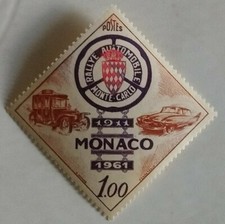 POSTES
RALLYE AUTOMOBILE
MONTE-CARLO
1911
MONACO
1961
1.00